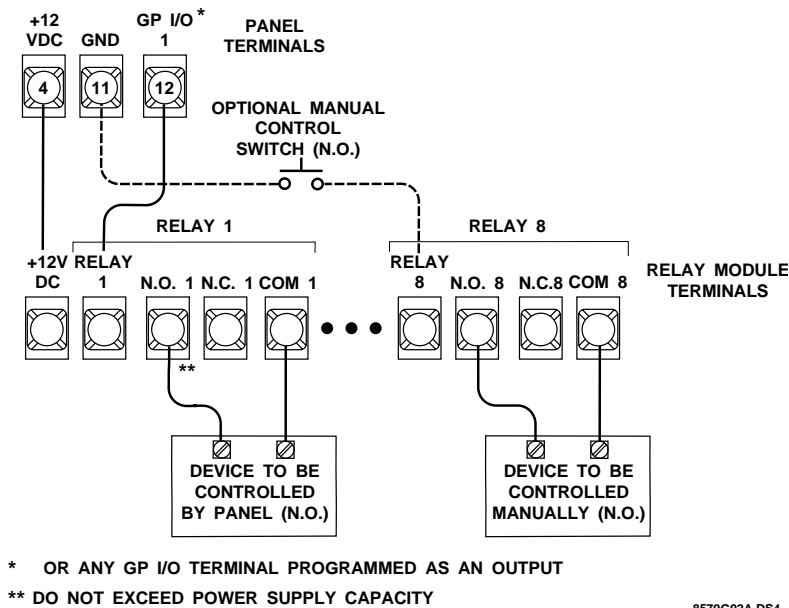 +12 VDC
GND
GP I/O *
1
PANEL
TERMINALS
4
11
12
OPTIONAL MANUAL
CONTROL
SWITCH (N.O.)
RELAY 1
RELAY 8
+12V
DC
RELAY
1
N.O. 1
N.C. 1
COM 1
RELAY
8
N.O. 8
N.C.8
COM 8
RELAY MODULE
TERMINALS
**
DEVICE TO BE
CONTROLLED
BY PANEL (N.O.)
DEVICE TO BE
CONTROLLED
MANUALLY (N.O.)
* OR ANY GP I/O TERMINAL PROGRAMMED AS AN OUTPUT
** DO NOT EXCEED POWER SUPPLY CAPACITY